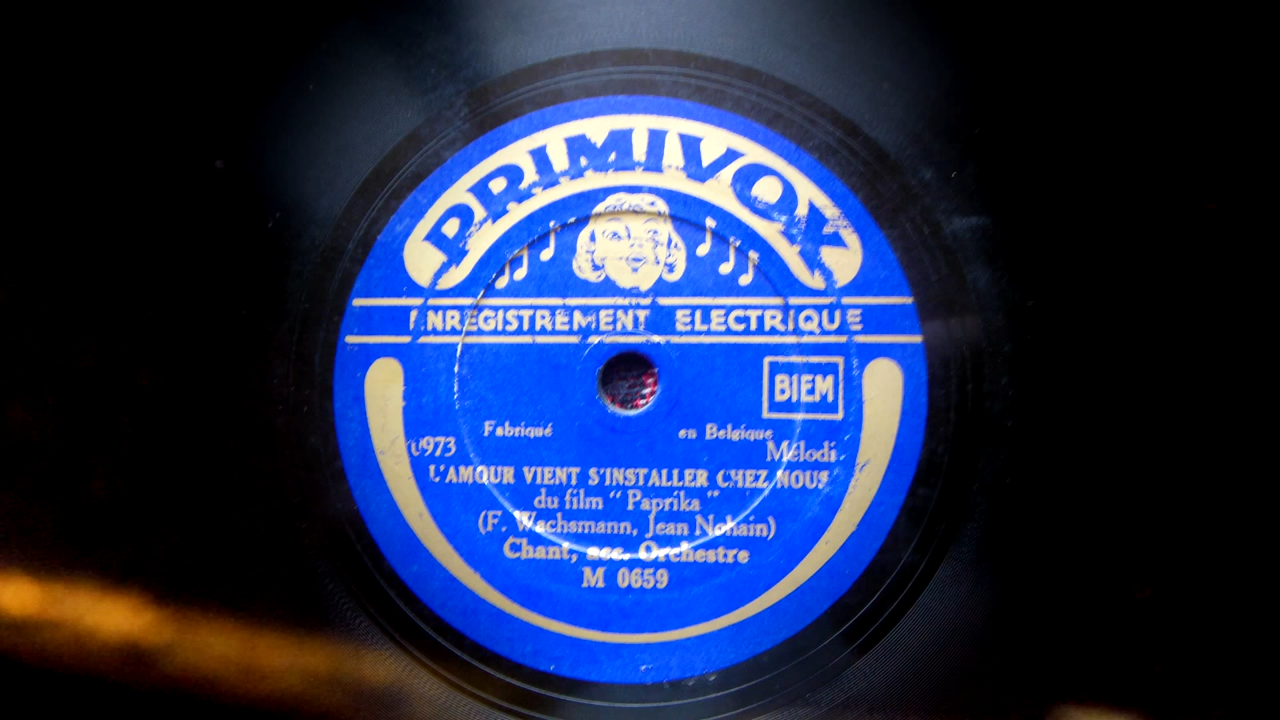 PRIMIVOX
ENREGISTREMENT ELECTRIQUE
BIEM
Fabriqué en Belgique
Mélodi
L'AMOUR VIENT S'INSTALLER CHEZ NOUS
du film "Paprika"
(F. Wachsmann, Jean Nohain)
Chant, acc. Orchestre
M 0659